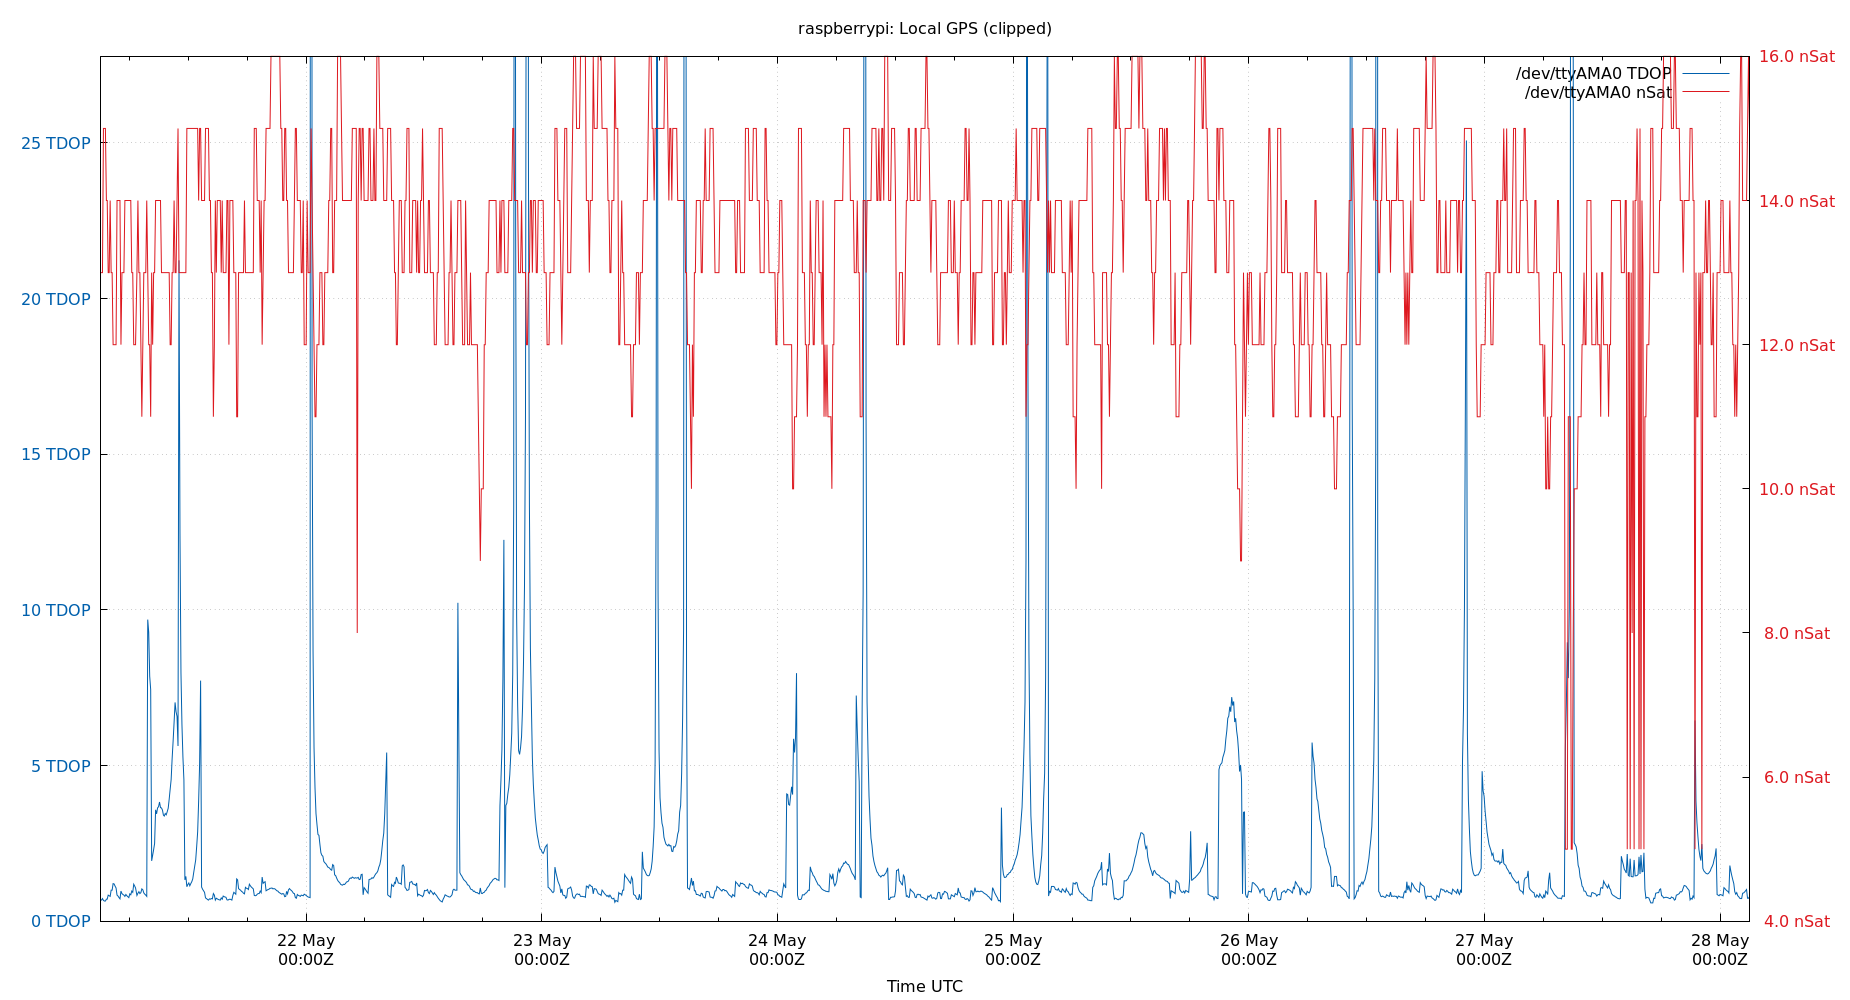 raspberrypi: Local GPS (clipped)
/dev/ttyAMA0 TDOP
/dev/ttyAMA0 nSat
25 TDOP
20 TDOP
15 TDOP
10 TDOP
5 TDOP
0 TDOP
16.0 nSat
14.0 nSat
12.0 nSat
10.0 nSat
8.0 nSat
6.0 nSat
4.0 nSat
22 May
00:00Z
23 May
00:00Z
24 May
00:00Z
25 May
00:00Z
26 May
00:00Z
27 May
00:00Z
28 May
00:00Z
Time UTC